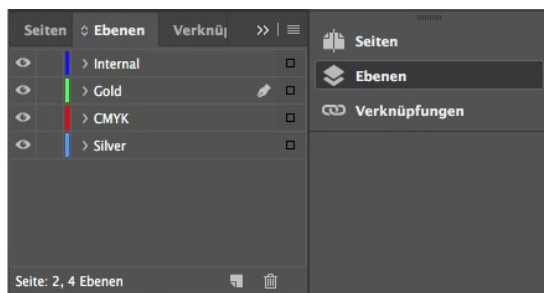 Seiten Ebenen Verknü
Internal
Gold
CMYK
Silver
Seite: 2, 4 Ebenen
Seiten
Ebenen
Verknüpfungen